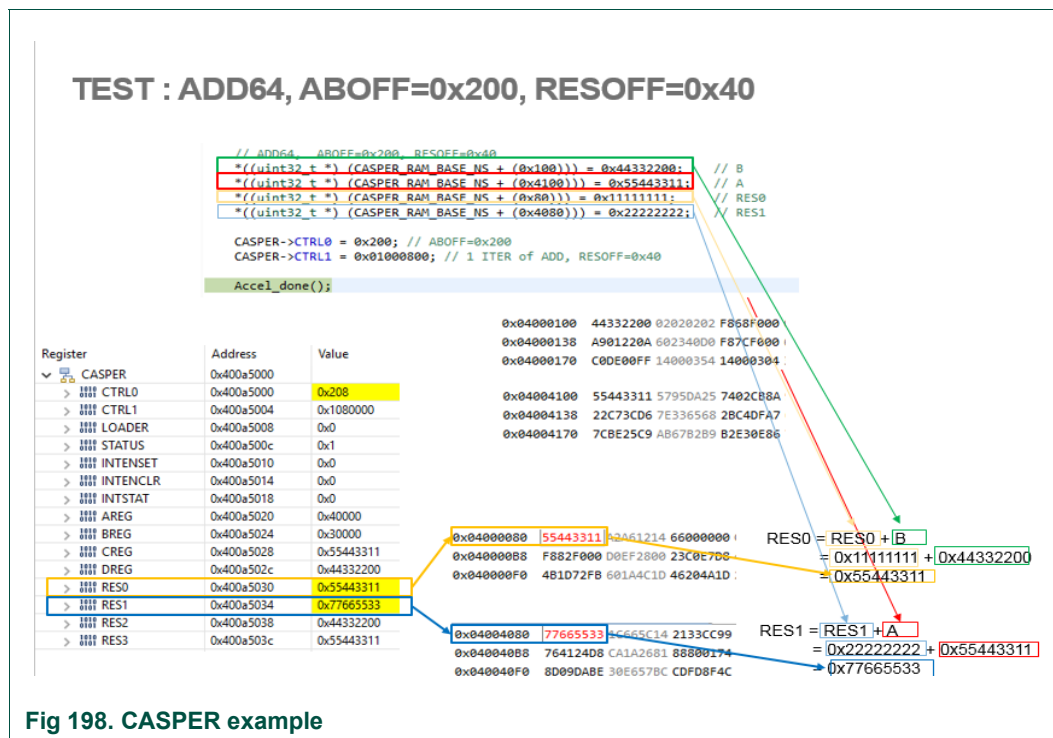 TEST : ADD64, ABOFF=0x200, RESOFF=0x40
// ADD64, ABOFF=0x200, RESOFF=0x40
*((uint32_t *) (CASPER_RAM_BASE_NS + (0x100))) = 0x44332200; // B
*((uint32_t *) (CASPER_RAM_BASE_NS + (0x4100))) = 0x55443311; // A
*((uint32_t *) (CASPER_RAM_BASE_NS + (0x80))) = 0x11111111; // RES0
*((uint32_t *) (CASPER_RAM_BASE_NS + (0x4080))) = 0x22222222; // RES1
CASPER->CTRL0 = 0x200; // ABOFF=0x200
CASPER->CTRL1 = 0x01000800; // 1 ITER of ADD, RESOFF=0x40
Accel_done();
0x04000100 44332200 02020202 F868F000
0x04000138 A901220A 602340D0 F87CF000
0x04000170 C0DE00FF 14000354 14000304
0x04004100 55443311 5795DA25 7402CB8A
0x04004138 22C73CD6 7E336568 2BC4DFA7
0x04004170 7CBE25C9 AB67B2B9 B2E30E86
Register Address Value
CASPER 0x400a5000
CTRL0 0x400a5000 0x208
CTRL1 0x400a5004 0x1080000
LOADER 0x400a5008 0x0
STATUS 0x400a500c 0x1
INTENSET 0x400a5010 0x0
INTENCLR 0x400a5014 0x0
INTSTAT 0x400a5018 0x0
AREG 0x400a5020 0x40000
BREG 0x400a5024 0x30000
CREG 0x400a5028 0x55443311
DREG 0x400a502c 0x44332200
RES0 0x400a5030 0x55443311
RES1 0x400a5034 0x77665533
RES2 0x400a5038 0x44332200
RES3 0x400a503c 0x55443311
0x04000080 55443311 A2A61214 66000000
0x040000B8 F882F000 D0EF2800 23C0E7D8
0x040000F0 4B1D72FB 601A4C1D 46204A1D
RES0 = RES0 + B
= 0x11111111 + 0x44332200
= 0x55443311
0x04004080 77665533 1C665C14 2133CC99
0x040040B8 764124D8 CA1A2681 88800174
0x040040F0 8D09DABE 30E657BC CDFD8F4C
RES1 = RES1 + A
= 0x22222222 + 0x55443311
= 0x77665533
Fig 198. CASPER example